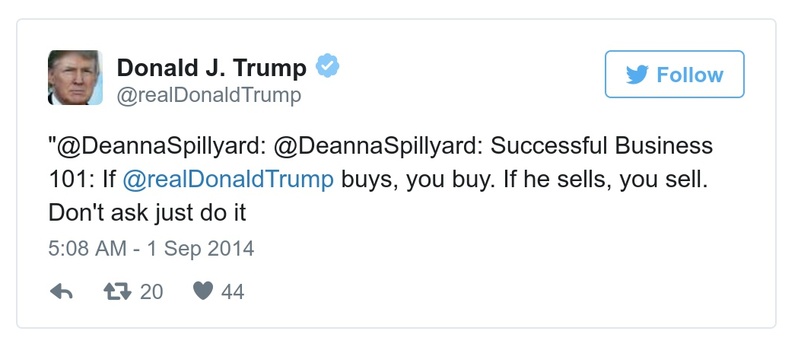 Donald J. Trump
@realDonaldTrump
Follow
"@DeannaSpillyard: @DeannaSpillyard: Successful Business
101: If @realDonaldTrump buys, you buy. If he sells, you sell.
Don't ask just do it
5:08 AM - 1 Sep 2014
20 44